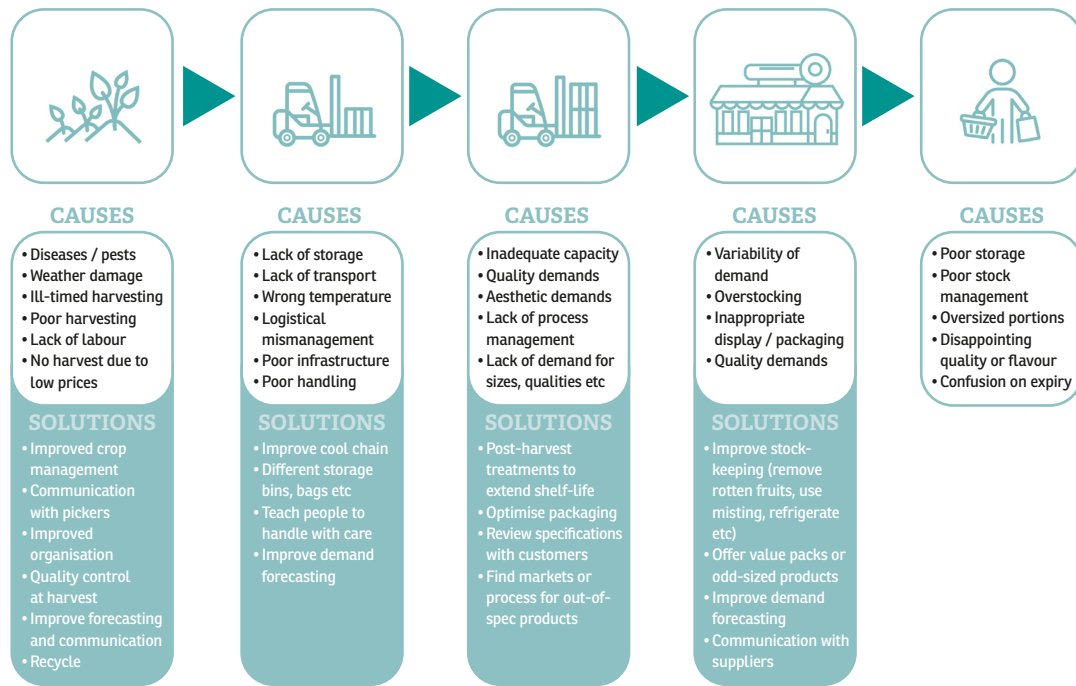 CAUSES
• Diseases / pests
• Weather damage
• Ill-timed harvesting
• Poor harvesting
• Lack of labour
• No harvest due to
low prices
SOLUTIONS
• Improved crop
management
• Communication
with pickers
• Improved
organisation
• Quality control
at harvest
• Improve forecasting
and communication
• Recycle
CAUSES
• Lack of storage
• Lack of transport
• Wrong temperature
• Logistical
mismanagement
• Poor infrastructure
• Poor handling
SOLUTIONS
• Improve cool chain
• Different storage
bins, bags etc
• Teach people to
handle with care
• Improve demand
forecasting
CAUSES
• Inadequate capacity
• Quality demands
• Aesthetic demands
• Lack of process
management
• Lack of demand for
sizes, qualities etc
SOLUTIONS
• Post-harvest
treatments to
extend shelf-life
• Optimise packaging
• Review specifications
with customers
• Find markets or
process for out-of-
spec products
CAUSES
• Variability of
demand
• Overstocking
• Inappropriate
display / packaging
• Quality demands
SOLUTIONS
• Improve stock-
keeping (remove
rotten fruits, use
misting, refrigerate
etc)
• Offer value packs or
odd-sized products
• Improve demand
forecasting
• Communication with
suppliers
CAUSES
• Poor storage
• Poor stock
management
• Oversized portions
• Disappointing
quality or flavour
• Confusion on expiry